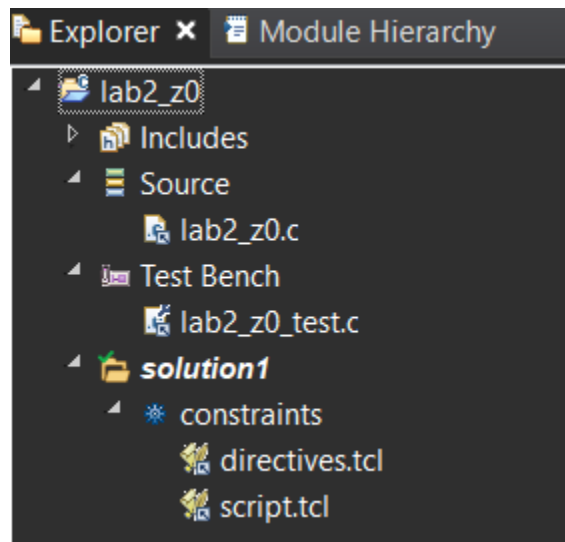 Explorer Module Hierarchy
lab2_z0
Includes
Source
lab2_z0.c
Test Bench
lab2_z0_test.c
solution1
constraints
directives.tcl
script.tcl